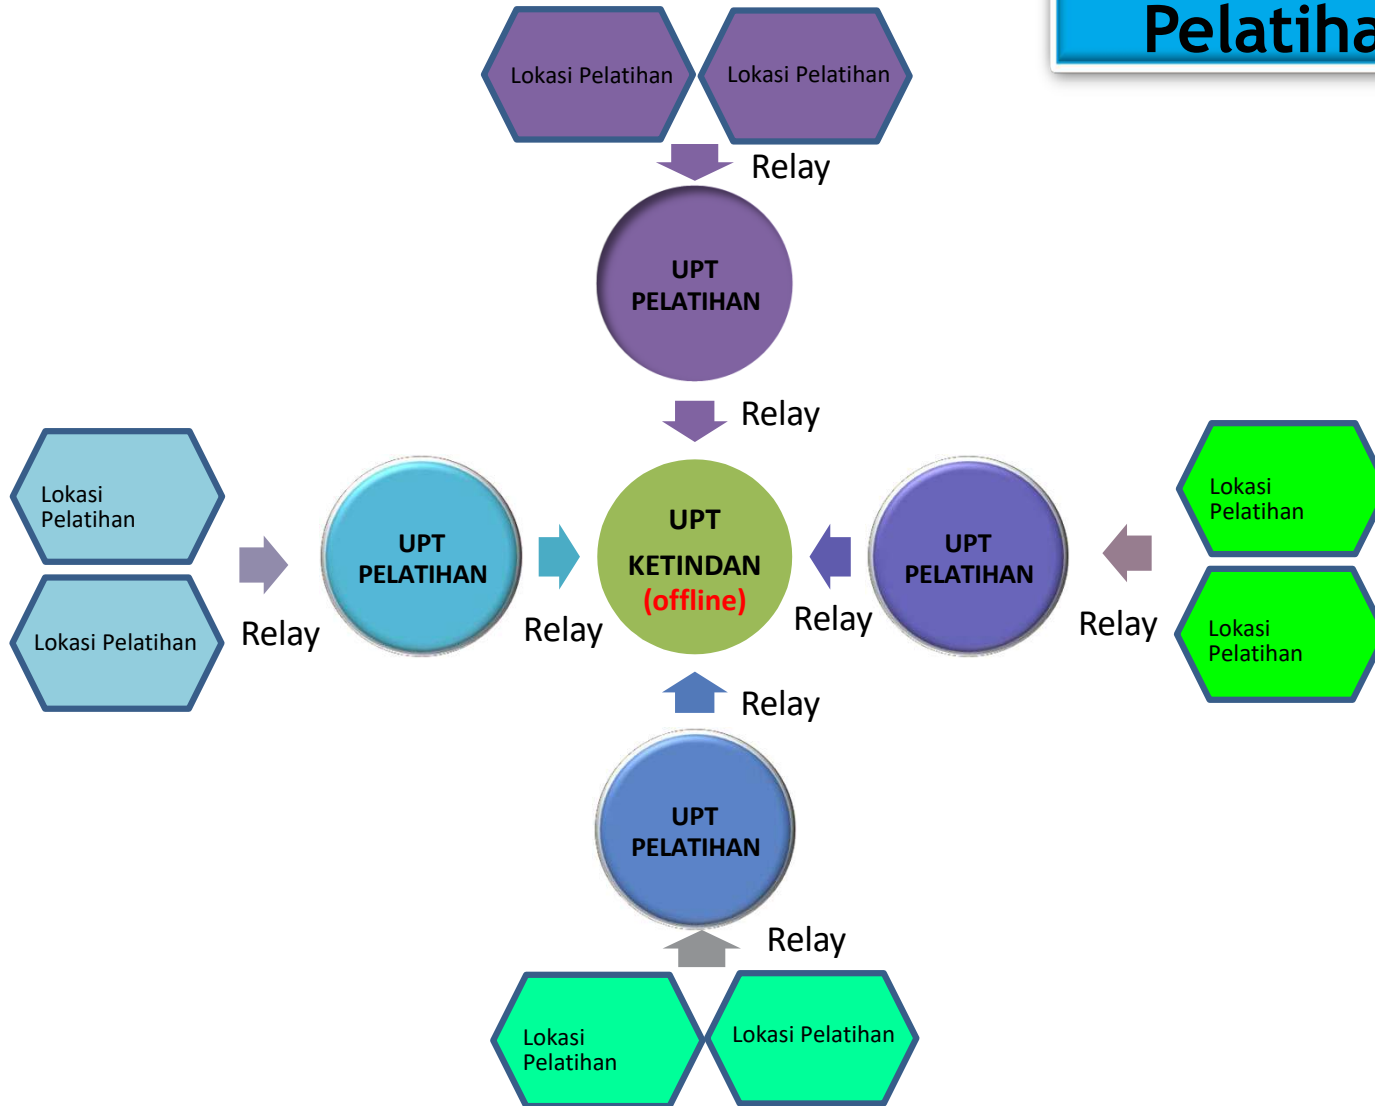 Pelatiha
Lokasi Pelatihan
Lokasi Pelatihan
Relay
UPT
PELATIHAN
Relay
Lokasi
Pelatihan
Lokasi Pelatihan
Relay
UPT
PELATIHAN
Relay
UPT
KETINDAN
(offline)
Relay
UPT
PELATIHAN
Relay
Lokasi
Pelatihan
Lokasi
Pelatihan
Relay
UPT
PELATIHAN
Relay
Lokasi
Pelatihan
Lokasi Pelatihan